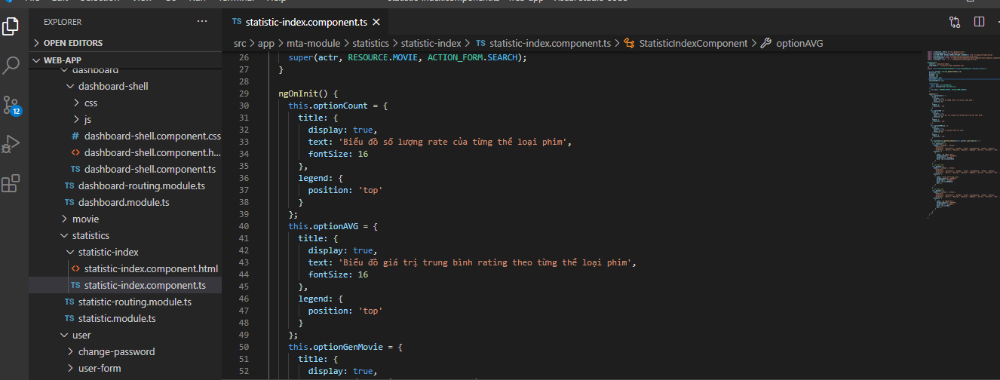 EXPLORER
OPEN EDITORS
WEB-APP
dashboard
dashboard-shell
css
js
dashboard-shell.component.css
dashboard-shell.component.h...
dashboard-shell.component.ts
dashboard-routing.module.ts
dashboard.module.ts
movie
statistics
statistic-index
statistic-index.component.html
statistic-index.component.ts
statistic-routing.module.ts
statistic.module.ts
user
change-password
user-form
12
TS statistic-index.component.ts
src > app > mta-module > statistics > statistic-index > TS statistic-index.component.ts > StatisticIndexComponent > optionAVG
26 super(actr, RESOURCE.MOVIE, ACTION_FORM.SEARCH);
27 }
28
29 ngOnInit() {
30 this.optionCount = {
31 title: {
32 display: true,
33 text: 'Biểu đồ số lượng rate của từng thể loại phim',
34 fontSize: 16
35 },
36 legend: {
37 position: 'top'
38 }
39 };
40 this.optionAVG = {
41 title: {
42 display: true,
43 text: 'Biểu đồ giá trị trung bình rating theo từng thể loại phim',
44 fontSize: 16
45 },
46 legend: {
47 position: 'top'
48 }
49 };
50 this.optionGenMovie = {
51 title: {
52 display: true,